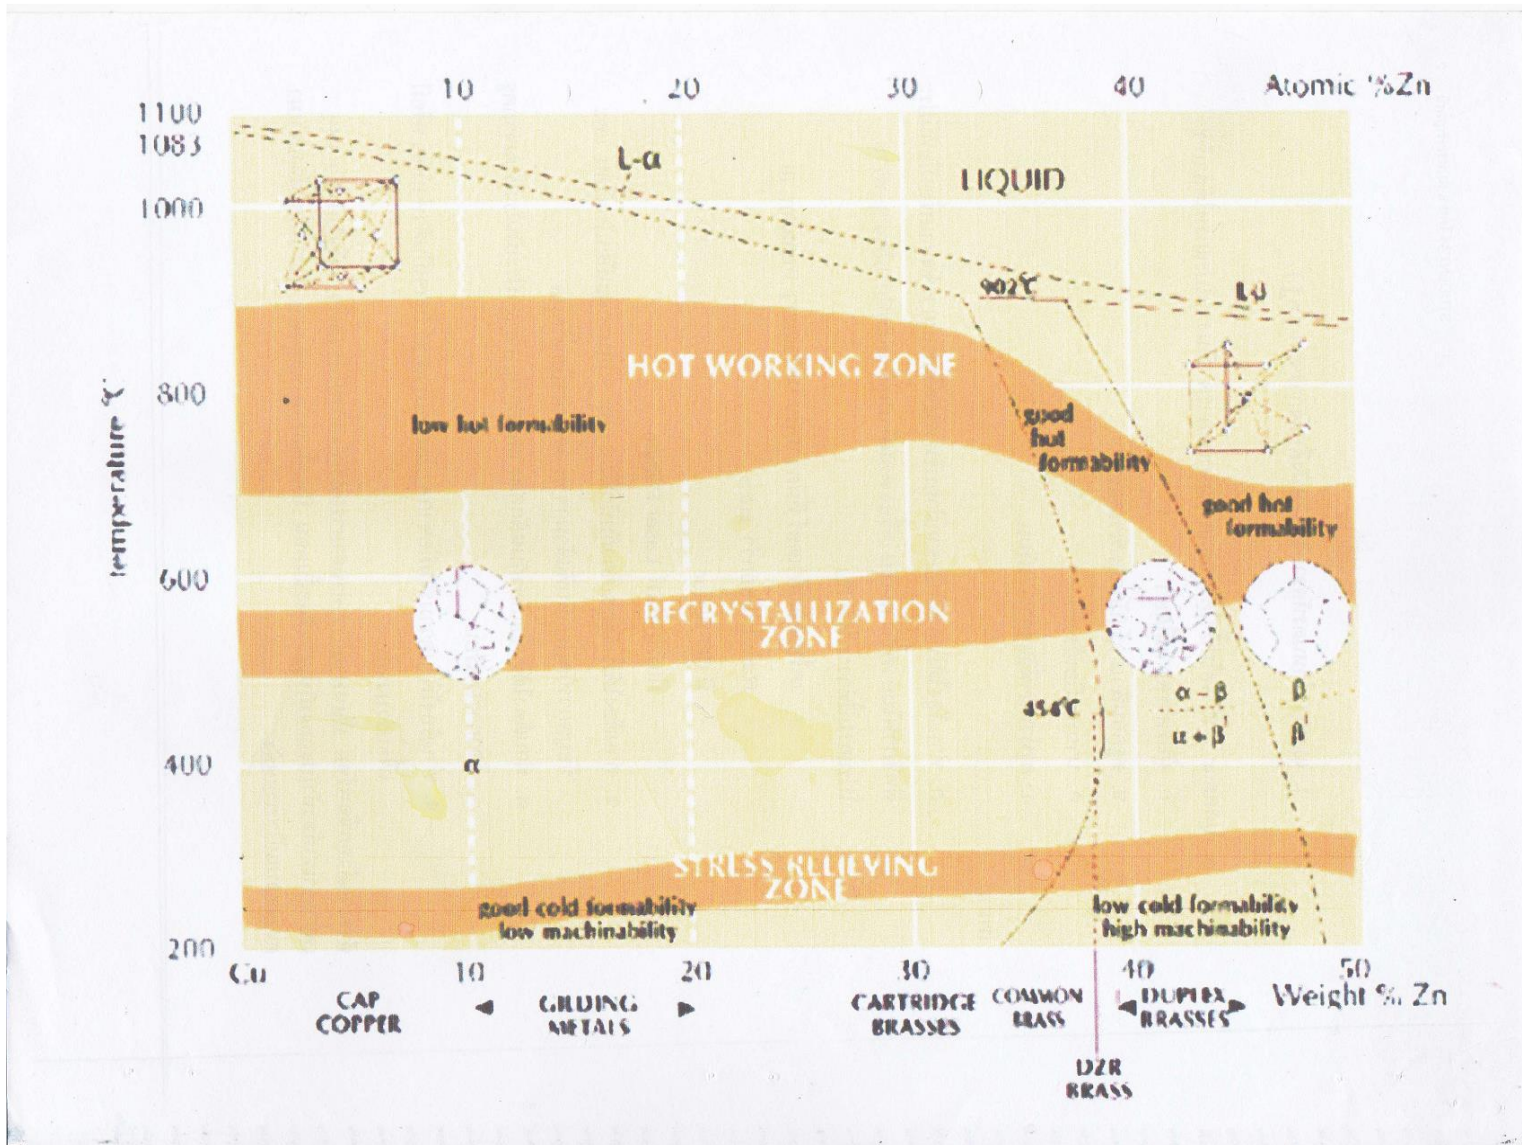 10 20 30 40 Atomic %Zn
1100
1083
L-α
LIQUID
1000
902°C
L-β
HOT WORKING ZONE
800
low hot formability
good
hot
formability
good hot
formability
temperature °C
600
RECRYSTALLIZATION
ZONE
α - β
β
454°C
α + β'
β'
400
α
STRESS RELIEVING
ZONE
good cold formability
low machinability
low cold formability
high machinability
200
Cu 10 20 30 40 50
Weight % Zn
CAP
COPPER
GILDING
METALS
CARTRIDGE
BRASSES
COMMON
BRASS
DUPLEX
BRASSES
DZR
BRASS